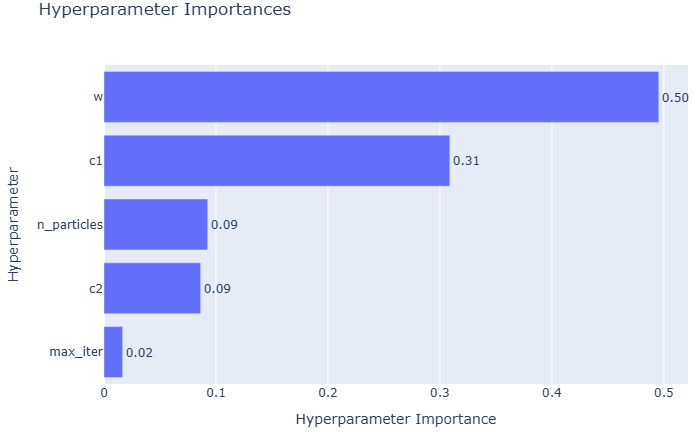 Hyperparameter Importances
Hyperparameter
w
0.50
c1
0.31
n_particles
0.09
c2
0.09
max_iter
0.02
0
0.1
0.2
0.3
0.4
0.5
Hyperparameter Importance